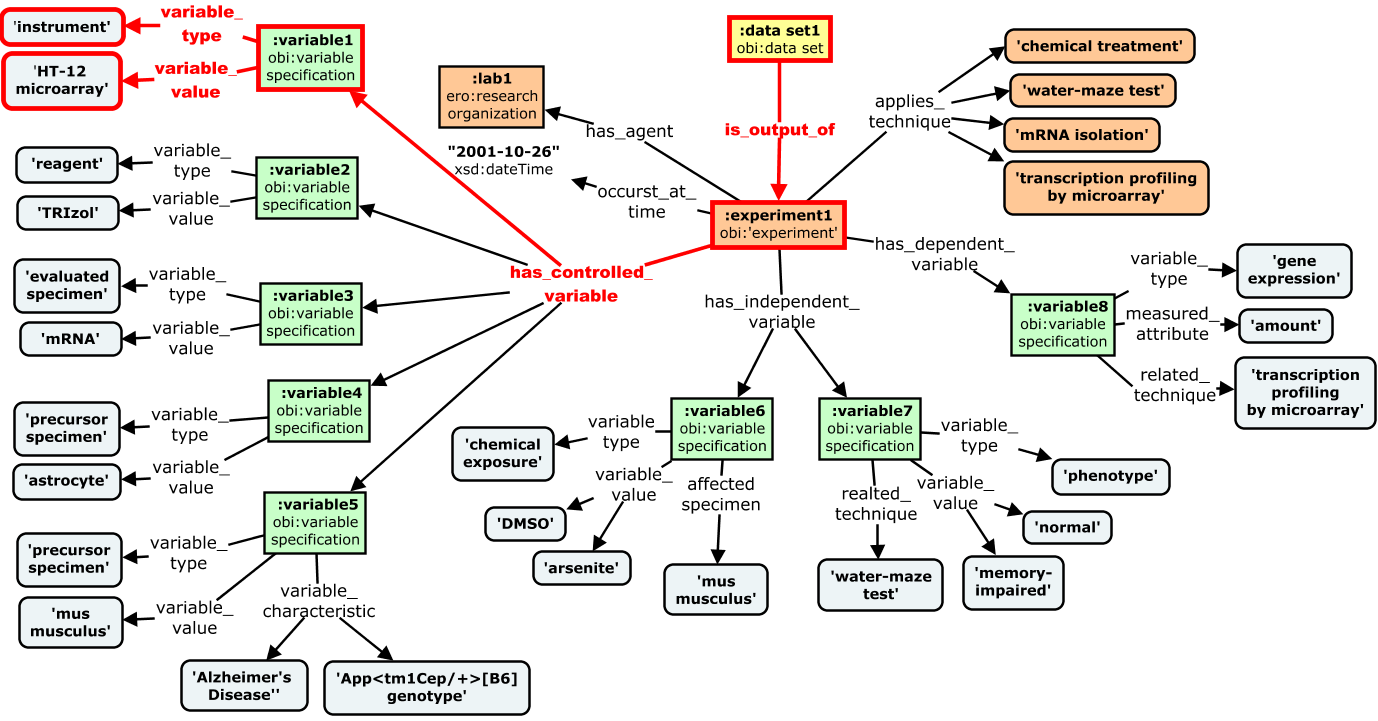 'instrument'
variable_
type
:variable1
obi:variable
specification
'HT-12
microarray'
variable_
value
:data set1
obi:data set
is_output_of
:lab1
ero:research
organization
has_agent
"2001-10-26"
xsd:dateTime
occurst_at_
time
applies_
technique
'chemical treatment'
'water-maze test'
'mRNA isolation'
'transcription profiling
by microarray'
:experiment1
obi:'experiment'
'reagent'
variable_
type
:variable2
obi:variable
specification
'TRIzol'
variable_
value
has_controlled_
variable
'evaluated
specimen'
variable_
type
:variable3
obi:variable
specification
'mRNA'
variable_
value
has_independent_
variable
has_dependent_
variable
:variable8
obi:variable
specification
variable_
type
'gene
expression'
measured_
attribute
'amount'
related_
technique
'transcription
profiling
by microarray'
:variable4
obi:variable
specification
'precursor
specimen'
variable_
type
'astrocyte'
variable_
value
:variable6
obi:variable
specification
variable_
type
'chemical
exposure'
variable_
value
'DMSO'
'arsenite'
affected
specimen
'mus
musculus'
:variable7
obi:variable
specification
variable_
type
'phenotype'
realted_
technique
'water-maze
test'
variable_
value
'normal'
'memory-
impaired'
:variable5
obi:variable
specification
'precursor
specimen'
variable_
type
'mus
musculus'
variable_
value
variable_
characteristic
'Alzheimer's
Disease''
'App<tm1Cep/+>[B6]
genotype'